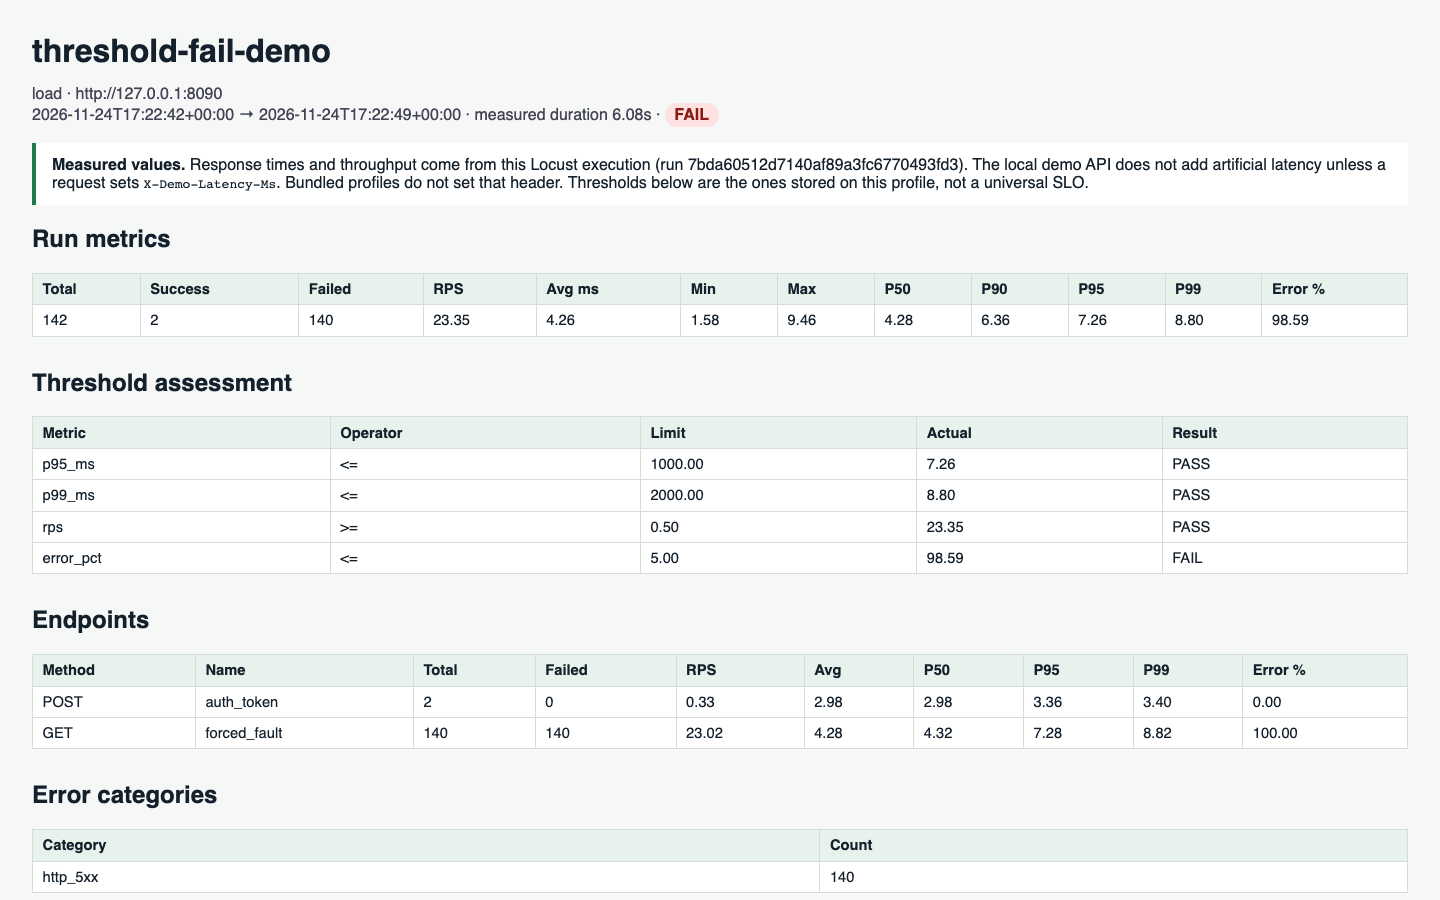 threshold-fail-demo
load · http://127.0.0.1:8090
2026-11-24T17:22:42+00:00 → 2026-11-24T17:22:49+00:00 · measured duration 6.08s · FAIL
Measured values. Response times and throughput come from this Locust execution (run 7bda60512d7140af89a3fc6770493fd3). The local demo API does not add artificial latency unless a
request sets X-Demo-Latency-Ms. Bundled profiles do not set that header. Thresholds below are the ones stored on this profile, not a universal SLO.
Run metrics
Total Success Failed RPS Avg ms Min Max P50 P90 P95 P99 Error %
142 2 140 23.35 4.26 1.58 9.46 4.28 6.36 7.26 8.80 98.59
Threshold assessment
Metric Operator Limit Actual Result
p95_ms <= 1000.00 7.26 PASS
p99_ms <= 2000.00 8.80 PASS
rps >= 0.50 23.35 PASS
error_pct <= 5.00 98.59 FAIL
Endpoints
Method Name Total Failed RPS Avg P50 P95 P99 Error %
POST auth_token 2 0 0.33 2.98 2.98 3.36 3.40 0.00
GET forced_fault 140 140 23.02 4.28 4.32 7.28 8.82 100.00
Error categories
Category Count
http_5xx 140